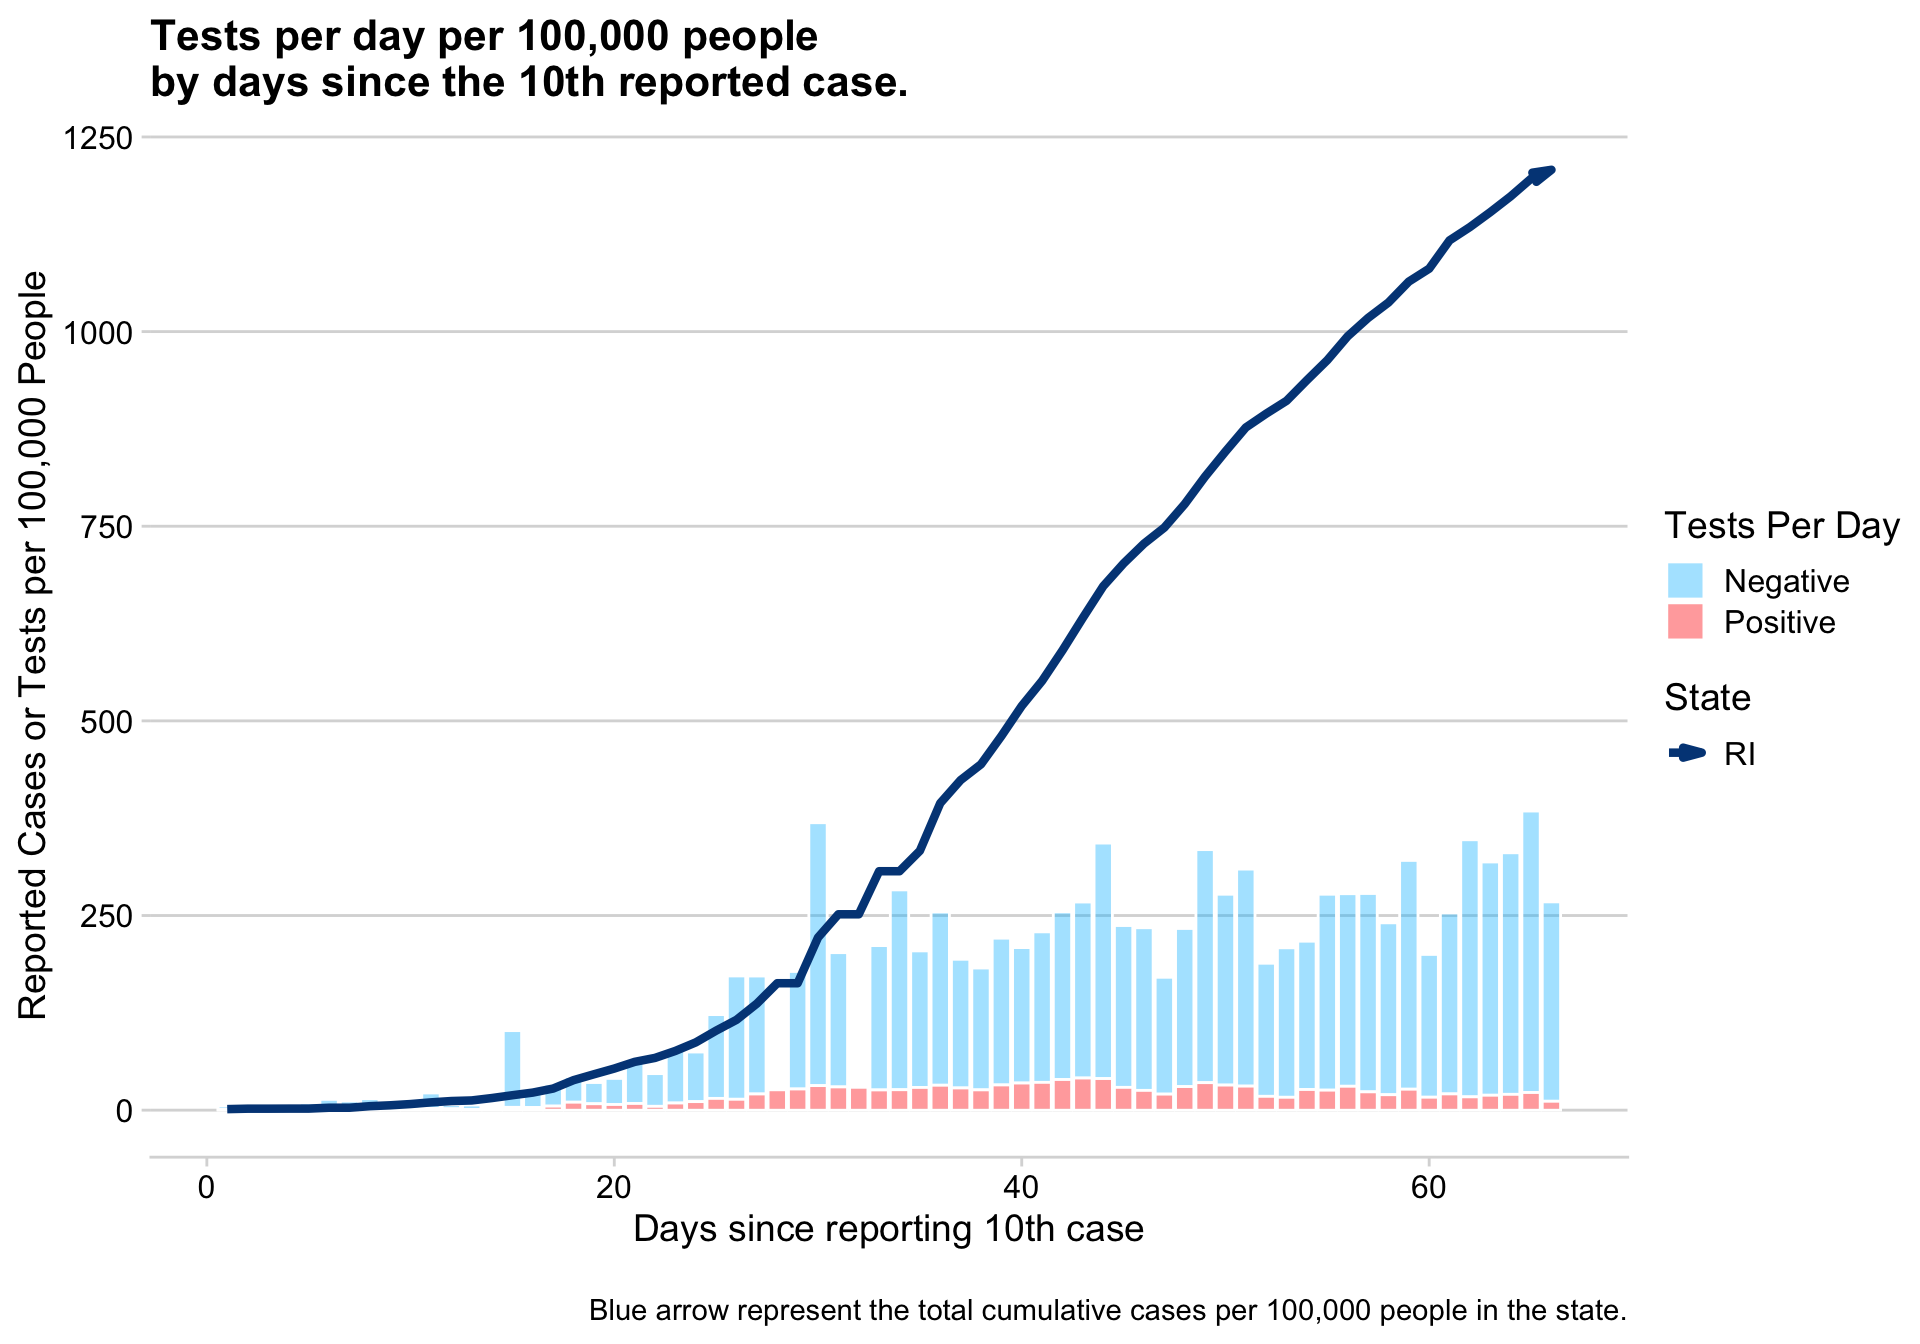 Tests per day per 100,000 people
by days since the 10th reported case.
Reported Cases or Tests per 100,000 People
1250
1000
750
500
250
0
0
20
40
60
Days since reporting 10th case
Tests Per Day
Negative
Positive
State
RI
Blue arrow represent the total cumulative cases per 100,000 people in the state.